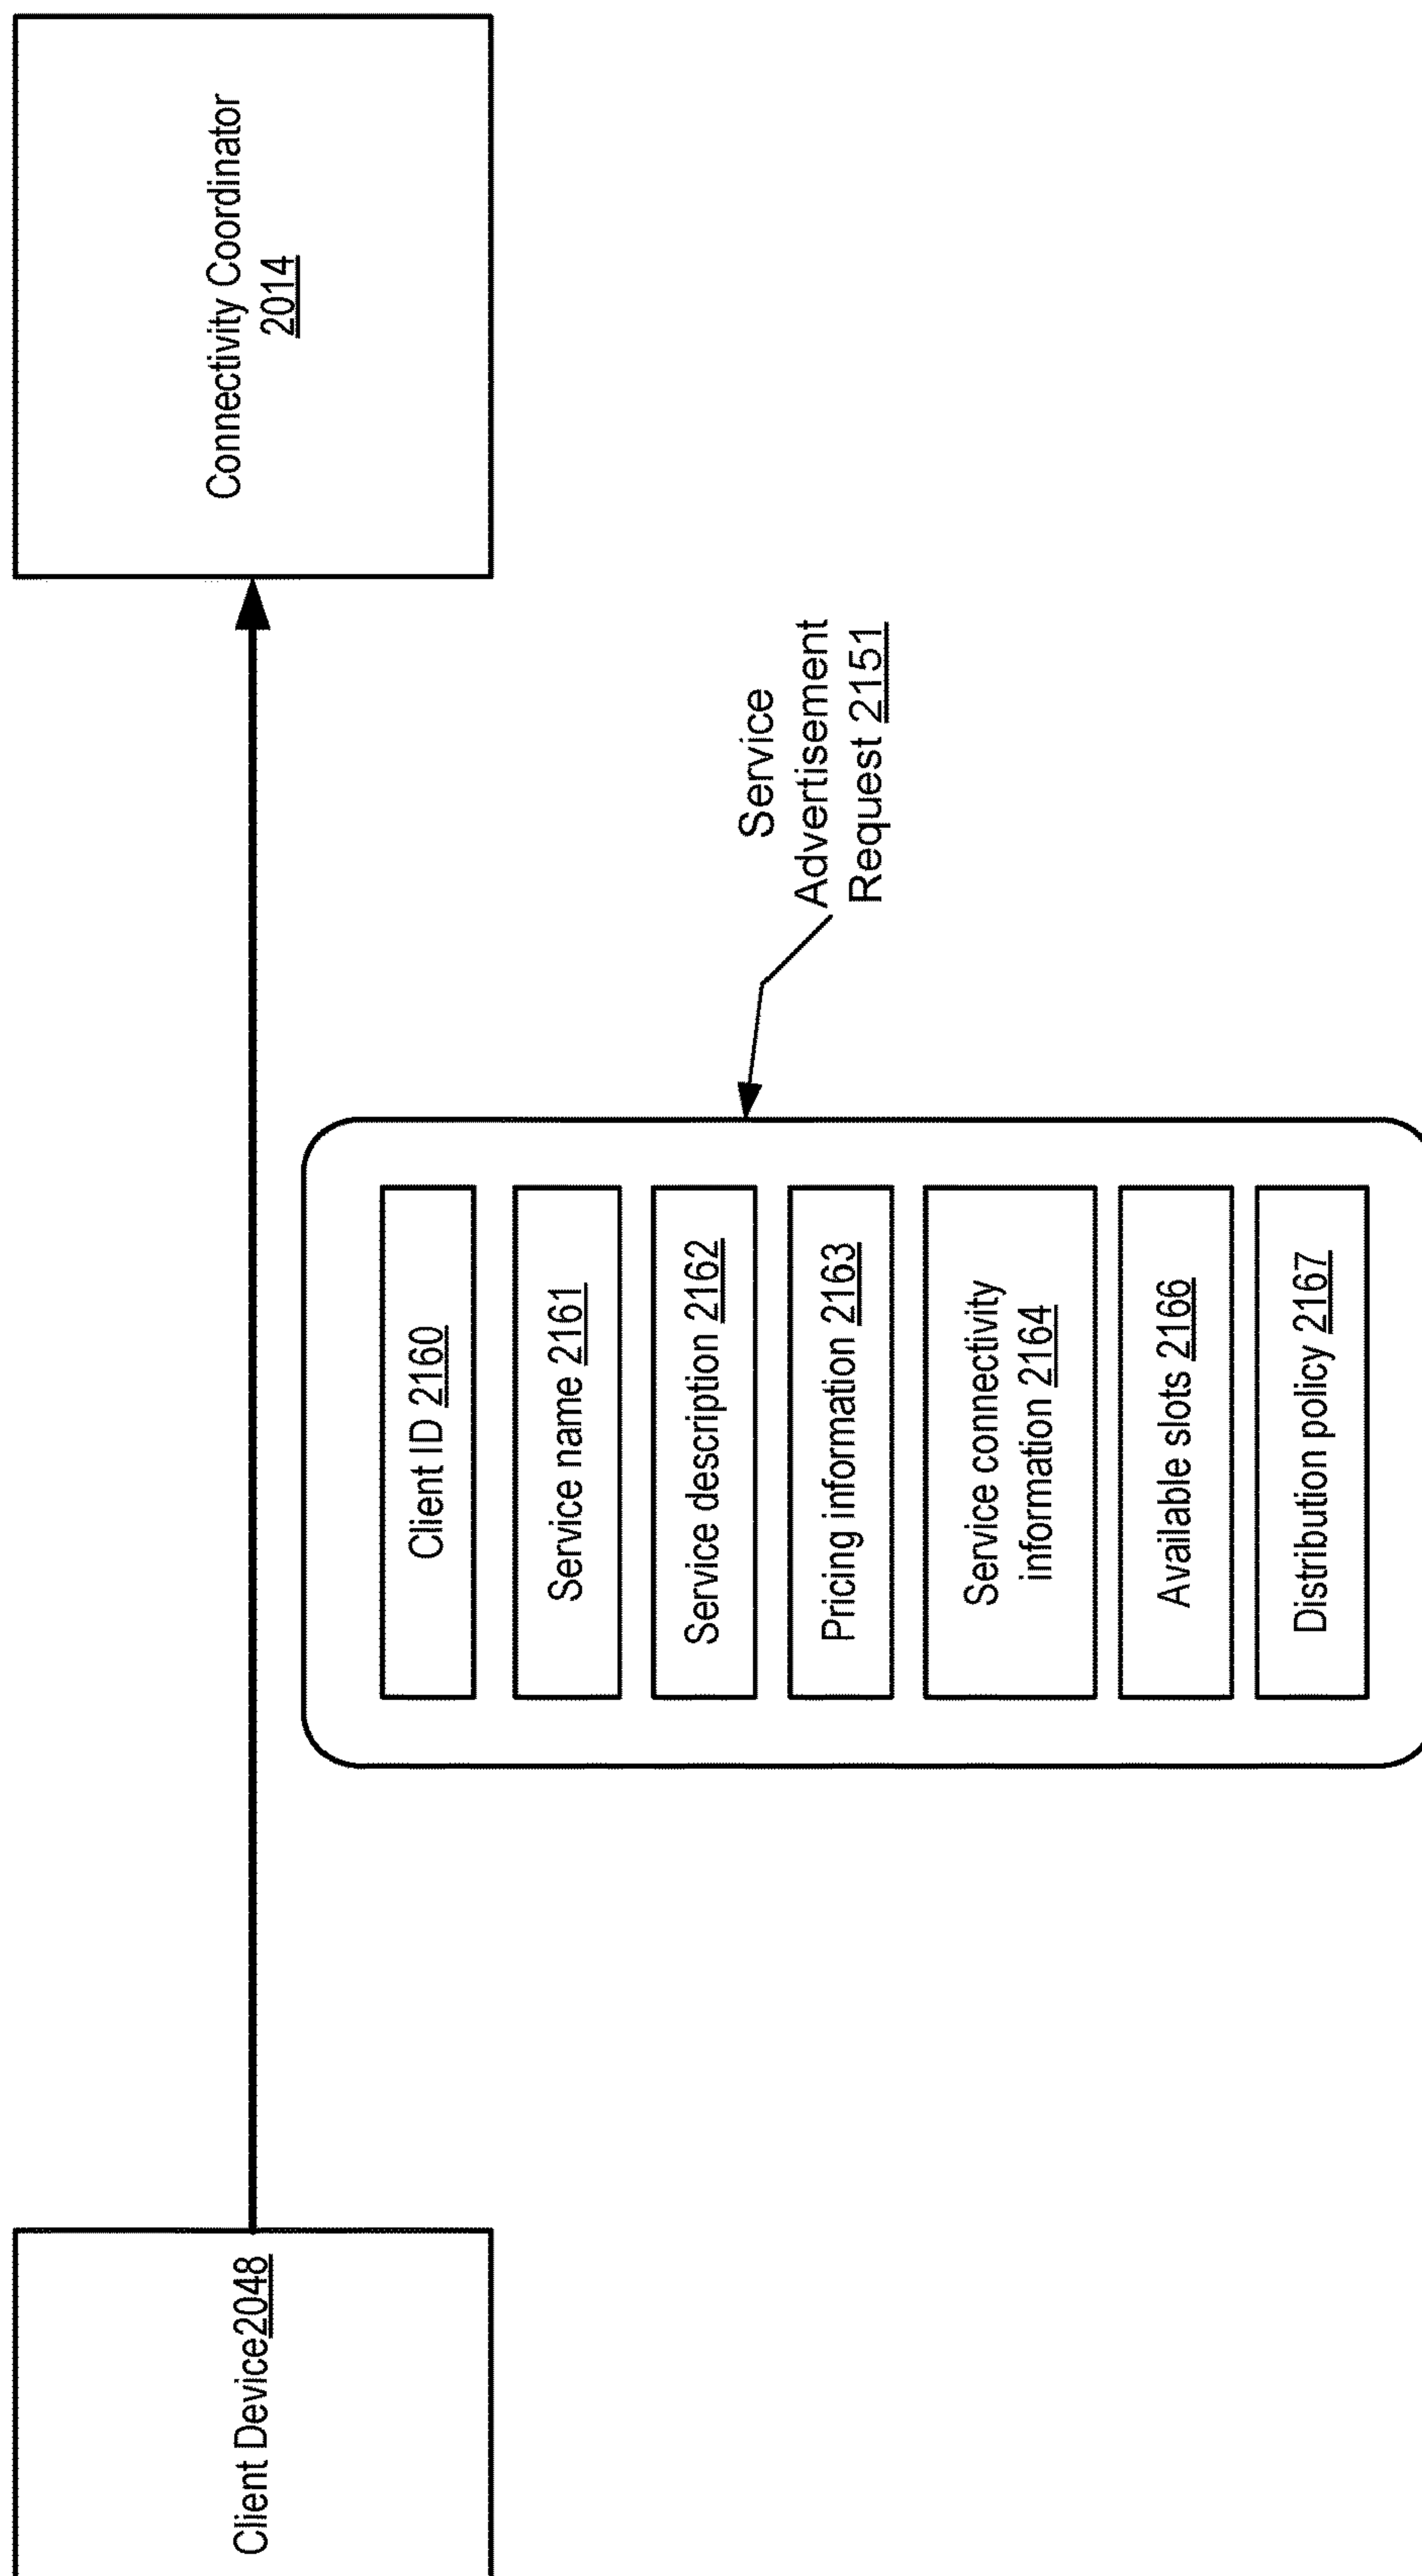 Client Device2048
Connectivity Coordinator
2014
Service
Advertisement
Request 2151
Client ID 2160
Service name 2161
Service description 2162
Pricing information 2163
Service connectivity
information 2164
Available slots 2166
Distribution policy 2167